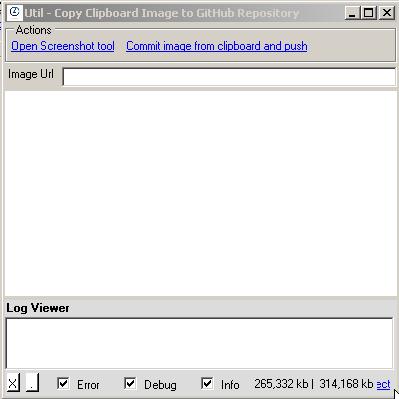 Util - Copy Clipboard Image to GitHub Repository
Actions
Open Screenshot tool Commit image from clipboard and push
Image Url
Log Viewer
X . Error Debug Info 265,332 kb | 314,168 kb ect